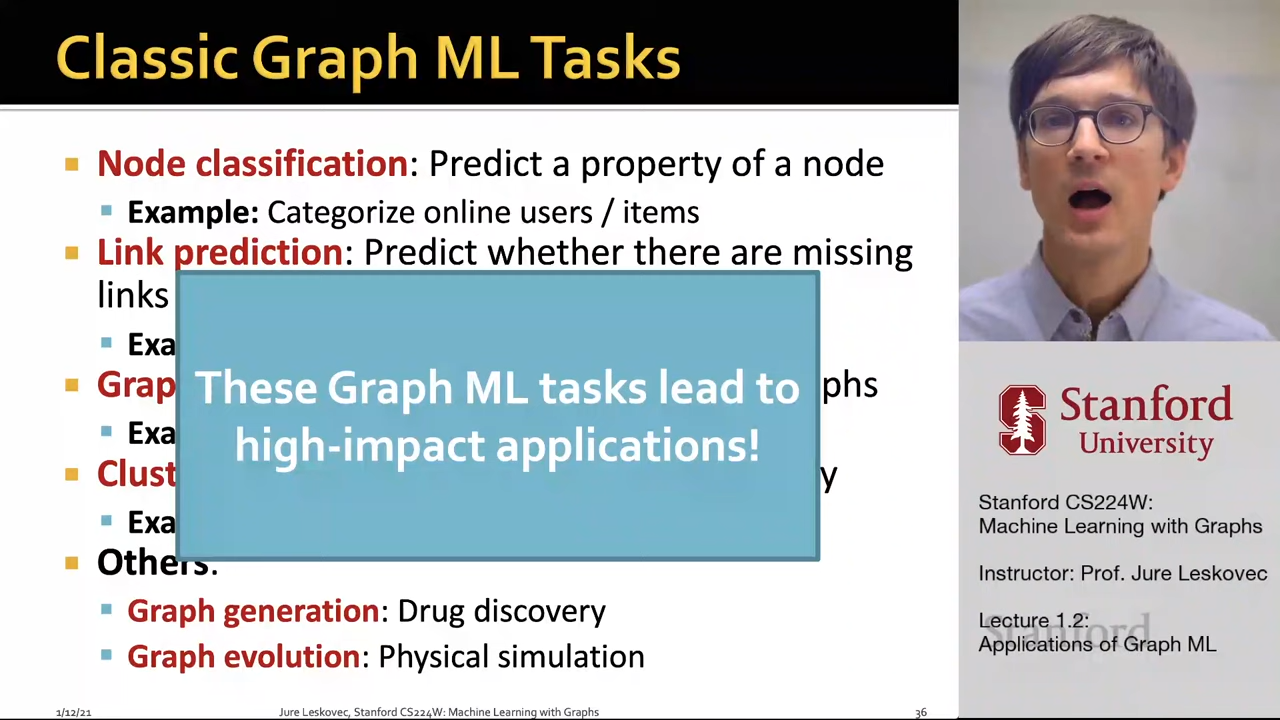 Classic Graph ML Tasks
Node classification: Predict a property of a node
Example: Categorize online users / items
Link prediction: Predict whether there are missing
links
Exa
Grap phs
Exa
Clust y
Exa
These Graph ML tasks lead to
high-impact applications!
Others:
Graph generation: Drug discovery
Graph evolution: Physical simulation
1/12/21 Jure Leskovec, Stanford CS224W: Machine Learning with Graphs 36
Stanford
University
Stanford CS224W:
Machine Learning with Graphs
Instructor: Prof. Jure Leskovec
Lecture 1.2:
Applications of Graph ML
Stanford